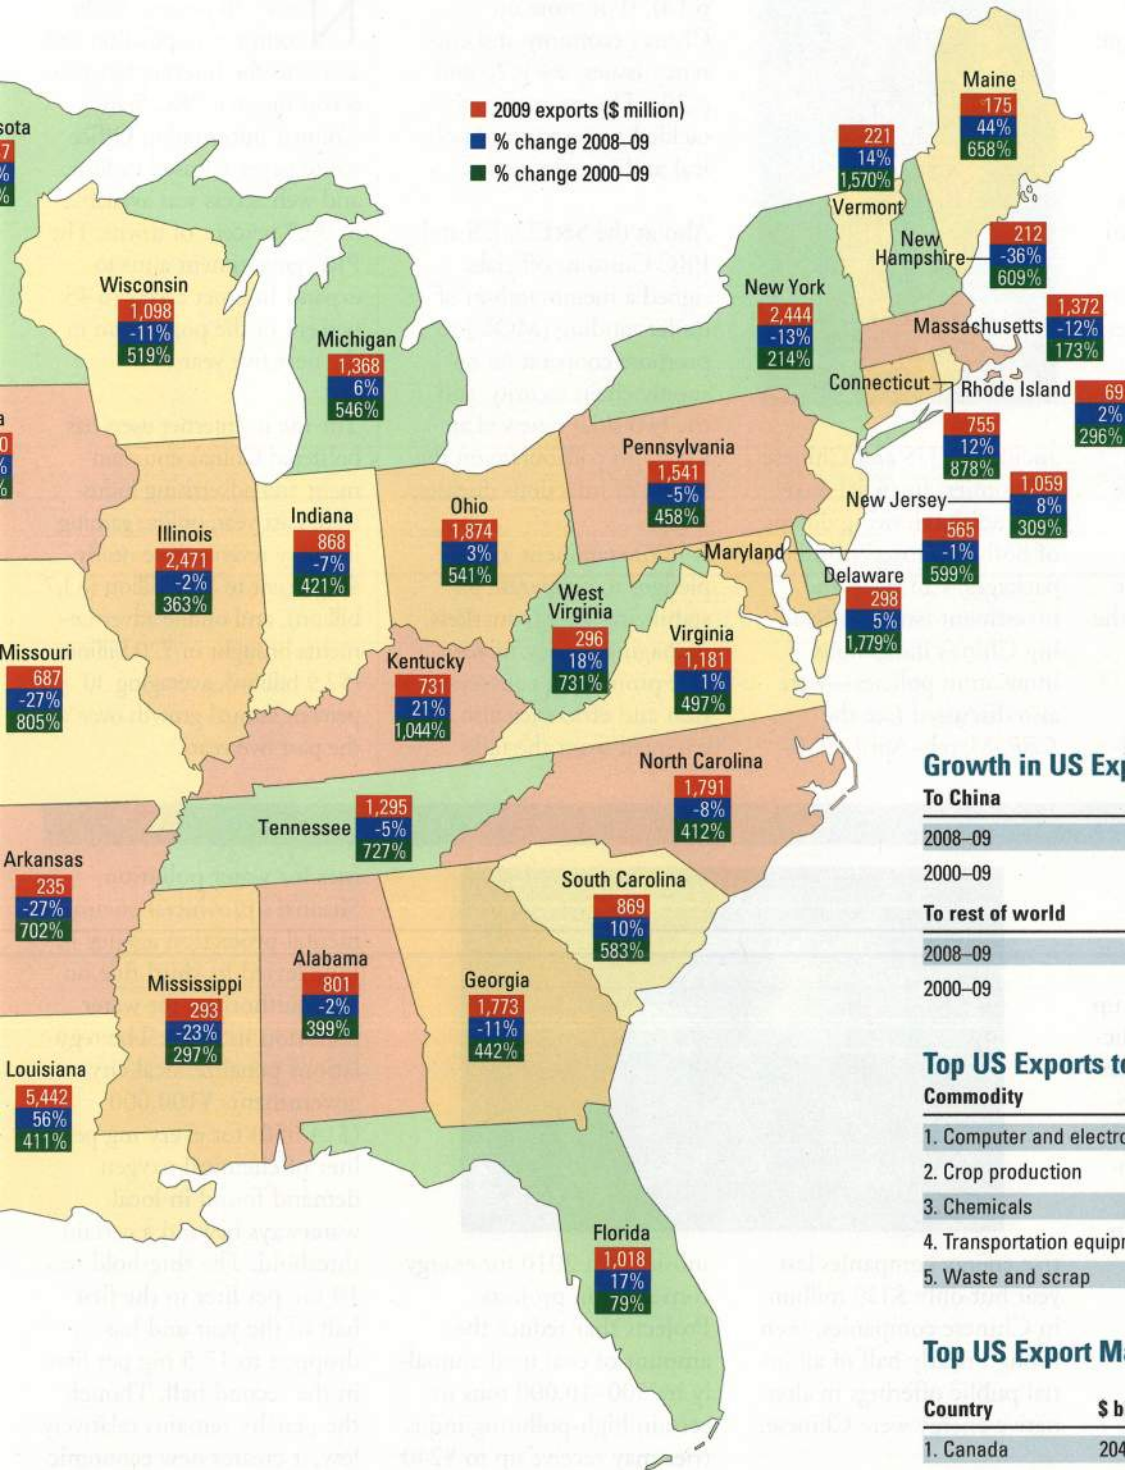 2009 exports ($ million)
% change 2008–09
% change 2000–09
Maine
175
44%
658%
221
14%
1,570%
Vermont
New
Hampshire
212
-36%
609%
sota
7
%
%
Wisconsin
1,098
-11%
519%
Michigan
1,368
6%
546%
New York
2,444
-13%
214%
Massachusetts
1,372
-12%
173%
Connecticut
755
12%
878%
Rhode Island
69
2%
296%
a
0
%
%
Pennsylvania
1,541
-5%
458%
New Jersey
1,059
8%
309%
Illinois
2,471
-2%
363%
Indiana
868
-7%
421%
Ohio
1,874
3%
541%
Maryland
565
-1%
599%
Delaware
298
5%
1,779%
West
Virginia
296
18%
731%
Virginia
1,181
1%
497%
Missouri
687
-27%
805%
Kentucky
731
21%
1,044%
North Carolina
1,791
-8%
412%
Tennessee
1,295
-5%
727%
Arkansas
235
-27%
702%
South Carolina
869
10%
583%
Mississippi
293
-23%
297%
Alabama
801
-2%
399%
Georgia
1,773
-11%
442%
Louisiana
5,442
56%
411%
Florida
1,018
17%
79%
Growth in US Exp
To China
2008–09
2000–09
To rest of world
2008–09
2000–09
Top US Exports to
Commodity
1. Computer and electro
2. Crop production
3. Chemicals
4. Transportation equipm
5. Waste and scrap
Top US Export Ma
Country $ b
1. Canada 204